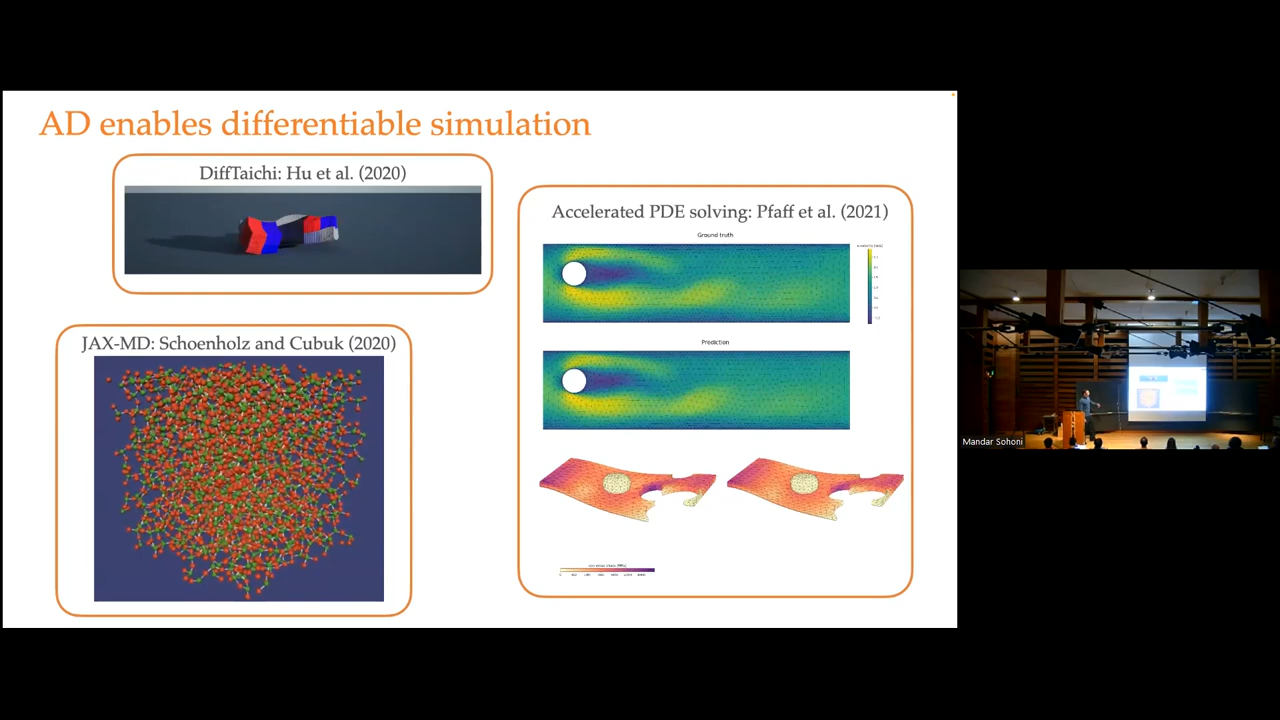 AD enables differentiable simulation
DiffTaichi: Hu et al. (2020)
JAX-MD: Schoenholz and Cubuk (2020)
Accelerated PDE solving: Pfaff et al. (2021)
Ground truth
Prediction
Mandar Sohoni